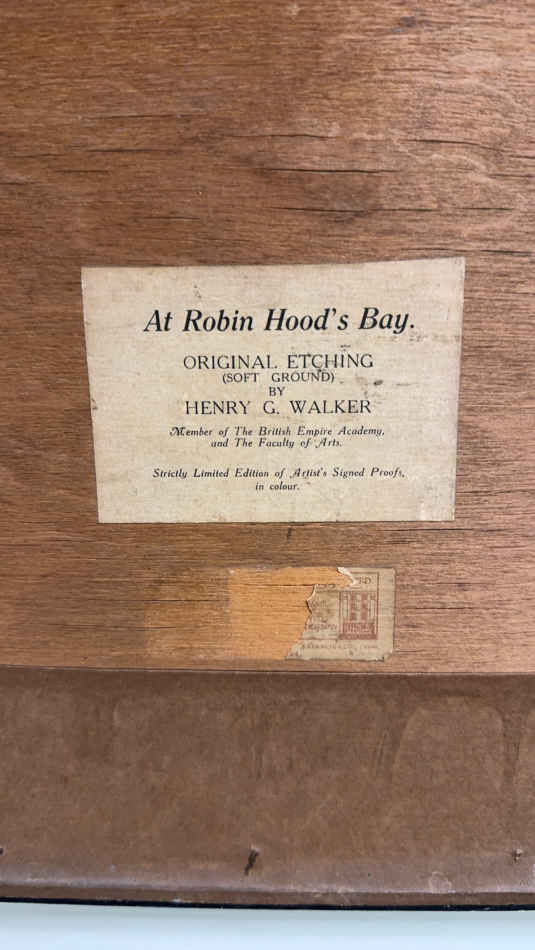 At Robin Hood's Bay.
ORIGINAL ETCHING
(SOFT GROUND)
BY
HENRY G. WALKER
Member of The British Empire Academy,
and The Faculty of Arts.
Strictly Limited Edition of Artist's Signed Proofs,
in colour.